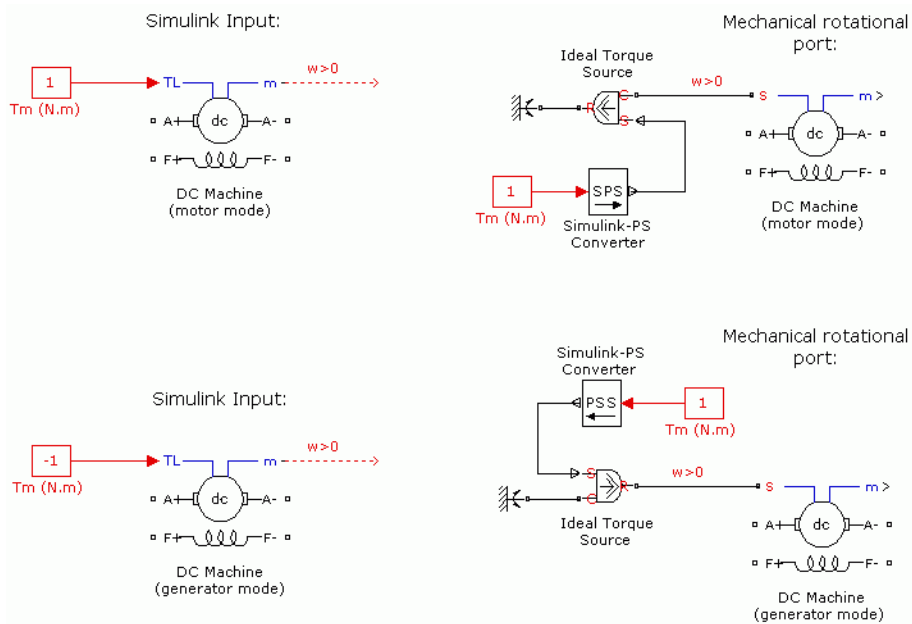 Simulink Input:
1
Tm (N.m)
TL
m
w>0
A+
dc
A-
F+
F-
DC Machine
(motor mode)
Mechanical rotational
port:
Ideal Torque
Source
R
C
S
w>0
S
m
1
Tm (N.m)
SPS
Simulink-PS
Converter
A+
dc
A-
F+
F-
DC Machine
(motor mode)
Simulink Input:
-1
Tm (N.m)
TL
m
w>0
A+
dc
A-
F+
F-
DC Machine
(generator mode)
Mechanical rotational
port:
Simulink-PS
Converter
PSS
1
Tm (N.m)
S
C
R
w>0
Ideal Torque
Source
S
m
A+
dc
A-
F+
F-
DC Machine
(generator mode)